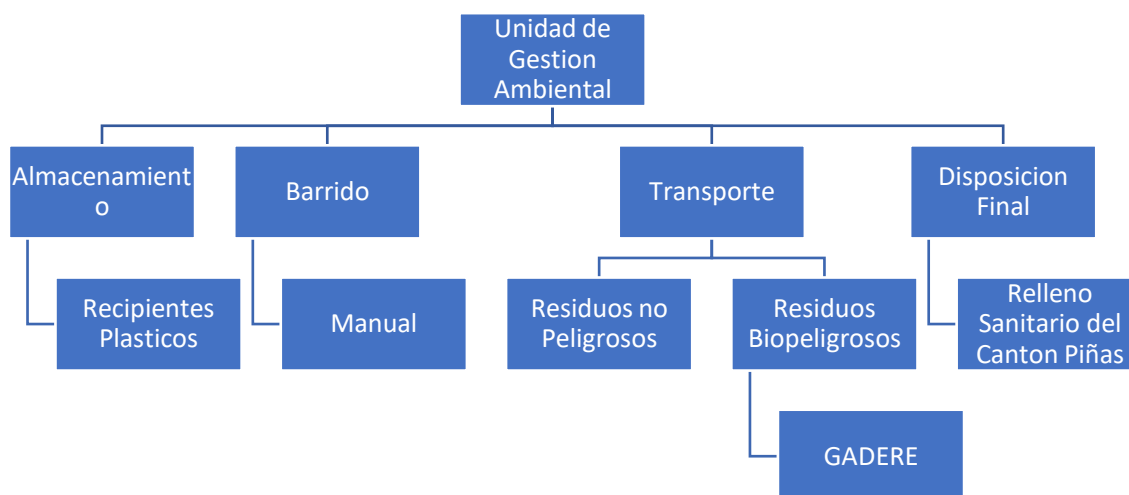 Unidad de
Gestion
Ambiental
Almacenamient
o
Barrido
Transporte
Disposicion
Final
Recipientes
Plasticos
Manual
Residuos no
Peligrosos
Residuos
Biopeligrosos
Relleno
Sanitario del
Canton Piñas
GADERE